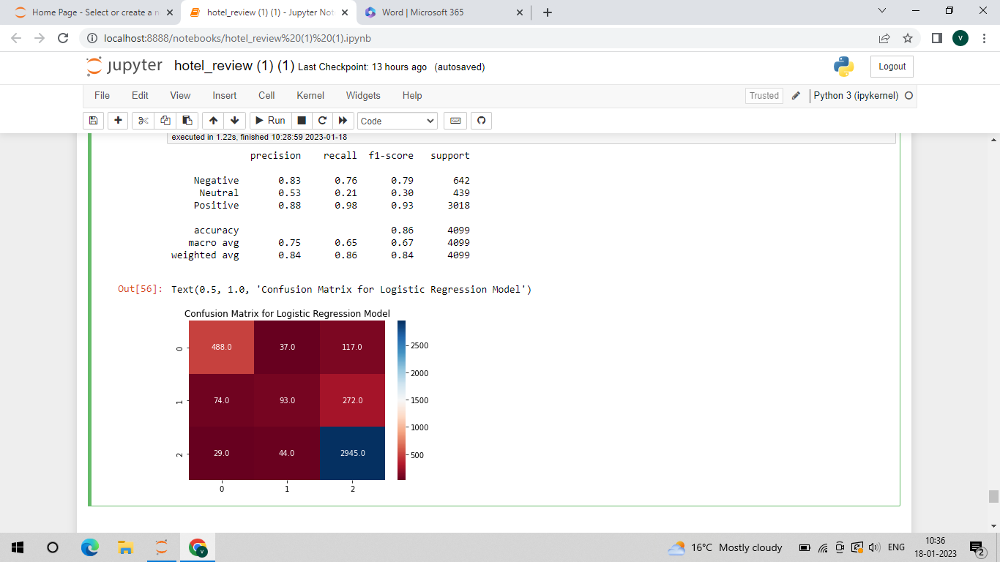 Home Page - Select or create a n
hotel_review (1) (1) - Jupyter Not
Word | Microsoft 365
localhost:8888/notebooks/hotel_review%20(1)%20(1).ipynb
v
jupyter hotel_review (1) (1) Last Checkpoint: 13 hours ago (autosaved)
Logout
File Edit View Insert Cell Kernel Widgets Help
Trusted
Python 3 (ipykernel)
Run
Code
executed in 1.22s, finished 10:28:59 2023-01-18
precision recall f1-score support
Negative 0.83 0.76 0.79 642
Neutral 0.53 0.21 0.30 439
Positive 0.88 0.98 0.93 3018
accuracy 0.86 4099
macro avg 0.75 0.65 0.67 4099
weighted avg 0.84 0.86 0.84 4099
Out[56]: Text(0.5, 1.0, 'Confusion Matrix for Logistic Regression Model')
Confusion Matrix for Logistic Regression Model
0 488.0 37.0 117.0
1 74.0 93.0 272.0
2 29.0 44.0 2945.0
0 1 2
2500
2000
1500
1000
500
v
16°C Mostly cloudy
ENG
10:36
18-01-2023
2